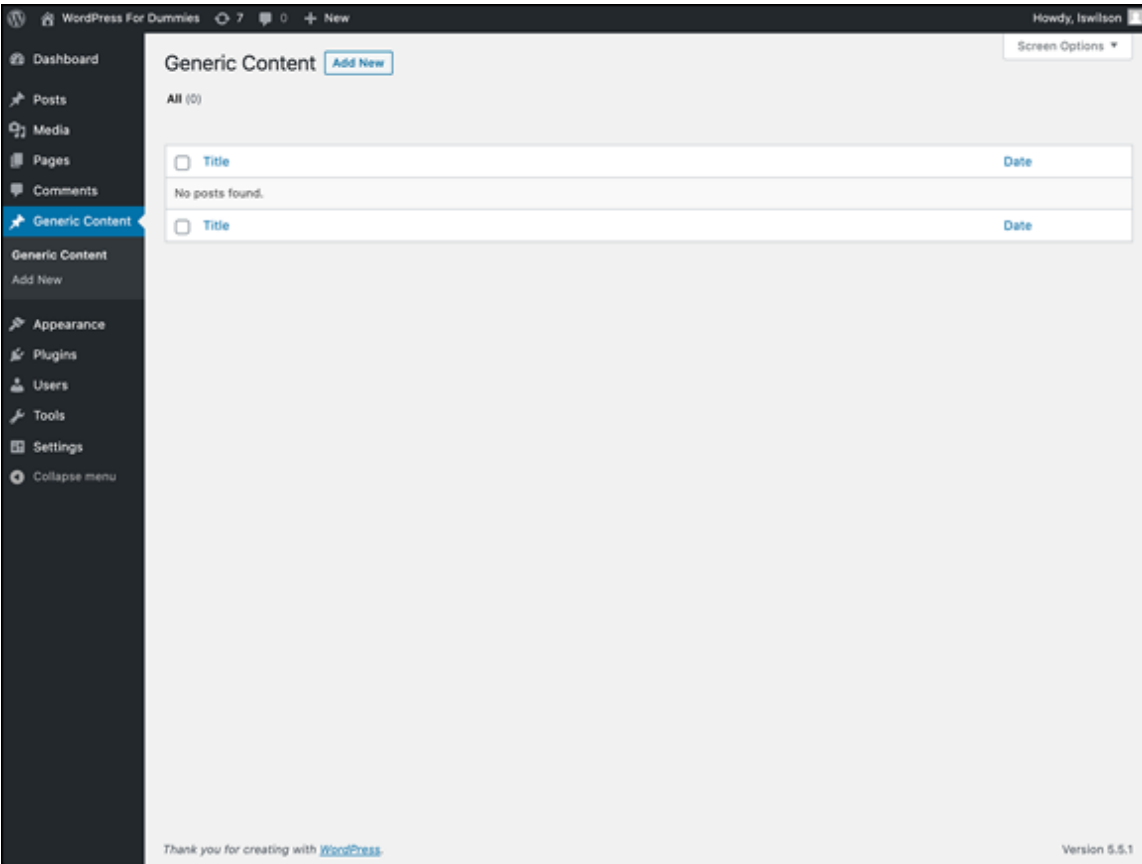 WordPress For Dummies 7 0 + New Howdy, lswilson
Screen Options ▼
Dashboard
Posts
Media
Pages
Comments
Generic Content
Generic Content
Add New
Appearance
Plugins
Users
Tools
Settings
Collapse menu
Generic Content Add New
All (0)
Title Date
No posts found.
Title Date
Thank you for creating with WordPress. Version 5.5.1